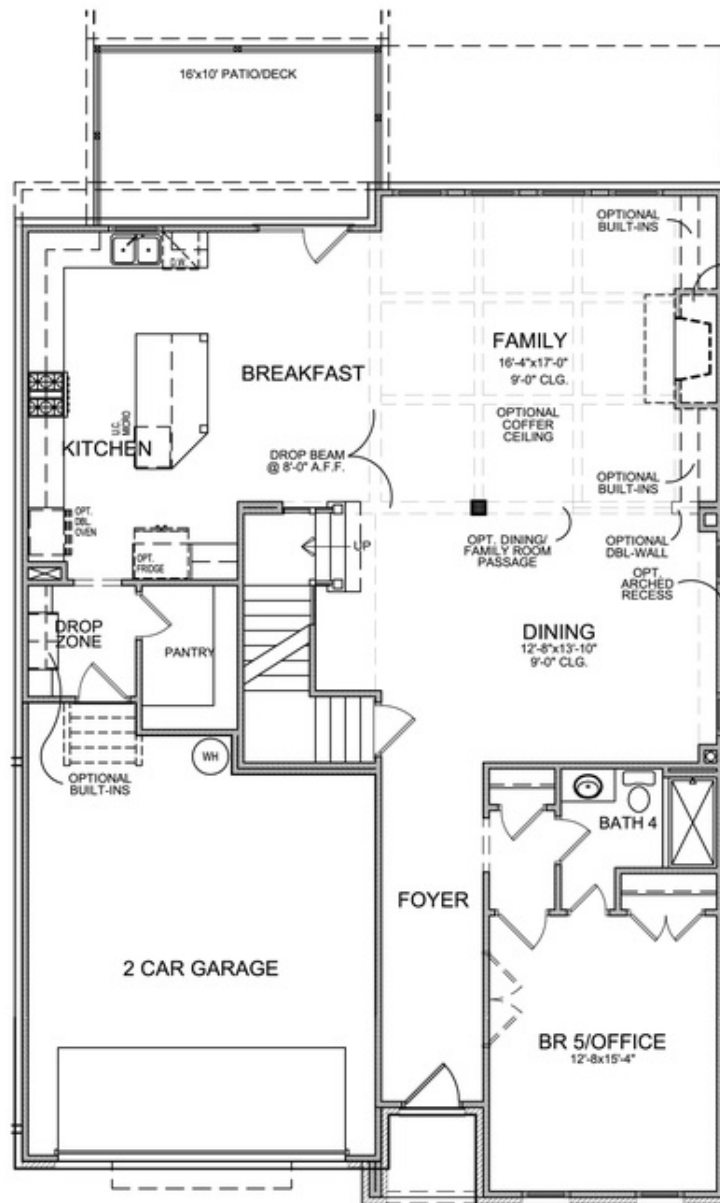 16'x10' PATIO/DECK
OPTIONAL
BUILT-INS
D.W.
FAMILY
16'-4"x17'-0"
9'-0" CLG.
BREAKFAST
OPTIONAL
COFFER
CEILING
U.C.
MICRO
KITCHEN
DROP BEAM
@ 8'-0" A.F.F.
OPTIONAL
BUILT-INS
OPT.
DBL.
OVEN
OPT.
FRIDGE
UP
OPT. DINING/
FAMILY ROOM
PASSAGE
OPTIONAL
DBL-WALL
OPT.
ARCHED
RECESS
DROP
ZONE
PANTRY
DINING
12'-8"x13'-10"
9'-0" CLG.
WH
OPTIONAL
BUILT-INS
BATH 4
FOYER
2 CAR GARAGE
BR 5/OFFICE
12'-8x15'-4"